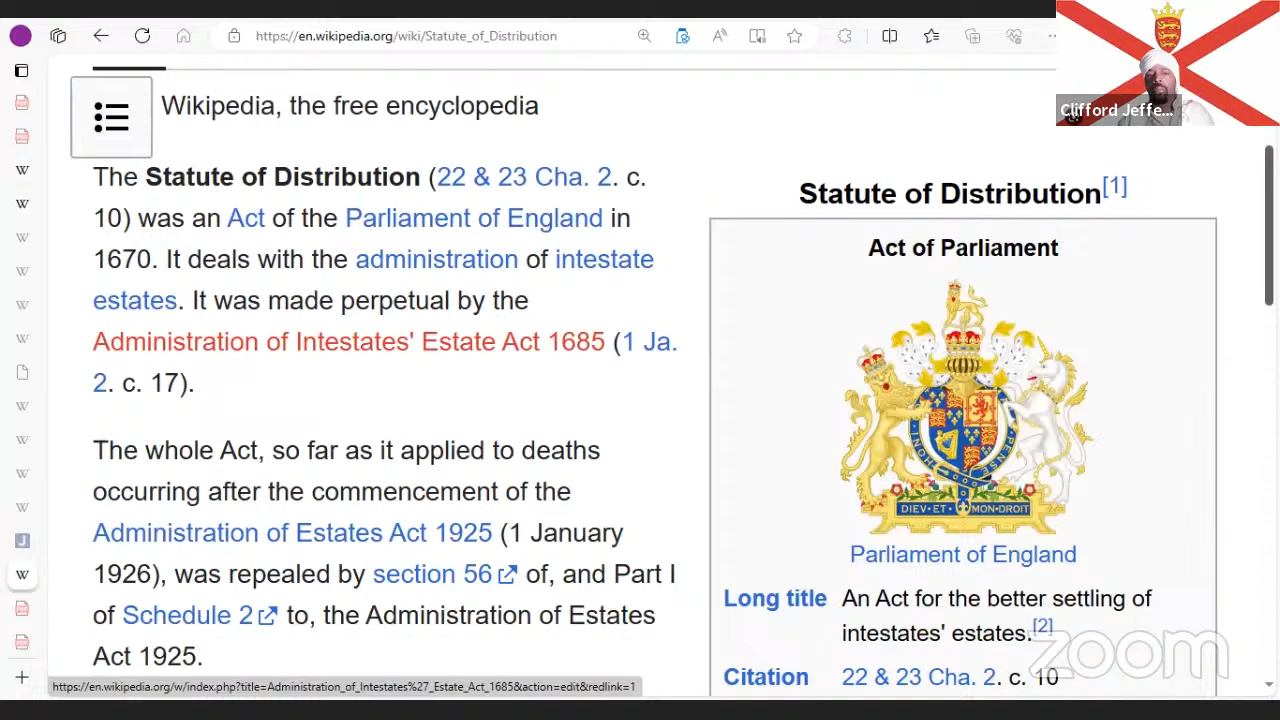 https://en.wikipedia.org/wiki/Statute_of_Distribution
Clifford Jeffe...
Wikipedia, the free encyclopedia
The Statute of Distribution (22 & 23 Cha. 2. c.
10) was an Act of the Parliament of England in
1670. It deals with the administration of intestate
estates. It was made perpetual by the
Administration of Intestates' Estate Act 1685 (1 Ja.
2. c. 17).
The whole Act, so far as it applied to deaths
occurring after the commencement of the
Administration of Estates Act 1925 (1 January
1926), was repealed by section 56 of, and Part I
of Schedule 2 to, the Administration of Estates
Act 1925.
Statute of Distribution[1]
Act of Parliament
DIEV·ET MON·DROIT
Parliament of England
Long title An Act for the better settling of
intestates' estates.[2]
Citation 22 & 23 Cha. 2. c. 10
zoom
https://en.wikipedia.org/w/index.php?title=Administration_of_Intestates%27_Estate_Act_1685&action=edit&redlink=1